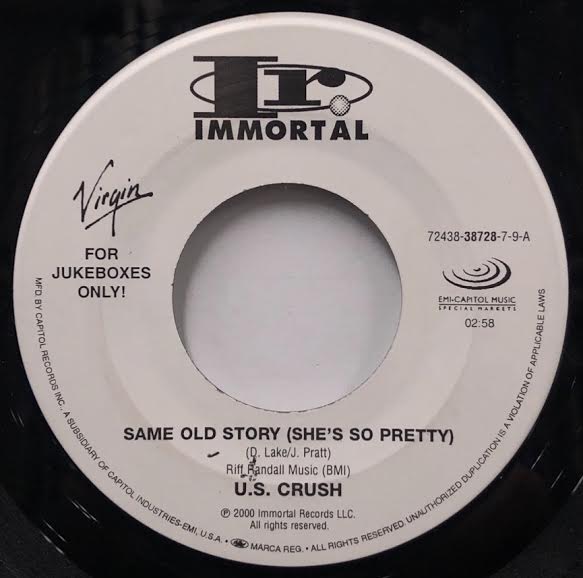 Ir.
IMMORTAL
Virgin
FOR
JUKEBOXES
ONLY!
72438-38728-7-9-A
EMI-CAPITOL MUSIC
SPECIAL MARKETS
02:58
SAME OLD STORY (SHE'S SO PRETTY)
(D. Lake/J. Pratt)
Riff Randall Music (BMI)
U.S. CRUSH
℗ 2000 Immortal Records LLC.
All rights reserved.
MFD. BY CAPITOL RECORDS INC., A SUBSIDIARY OF CAPITOL INDUSTRIES-EMI, U.S.A. • MARCA REG. • ALL RIGHTS RESERVED. UNAUTHORIZED DUPLICATION IS A VIOLATION OF APPLICABLE LAWS